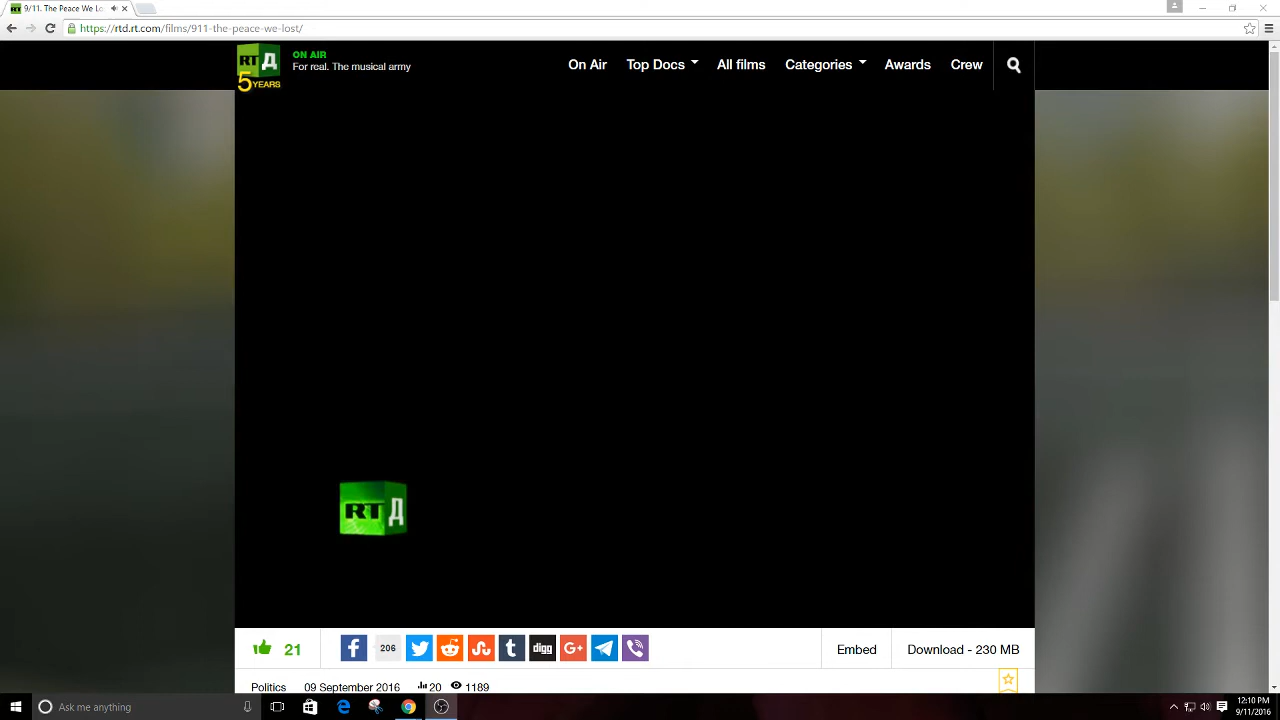 9/11. The Peace We Lo
https://rtd.rt.com/films/911-the-peace-we-lost/
RT Д
5 YEARS
ON AIR
For real. The musical army
On Air
Top Docs
All films
Categories
Awards
Crew
RT Д
21
f
206
t
digg
G+
Embed
Download - 230 MB
Politics
09 September 2016
20
1189
Ask me anything
12:10 PM
9/11/2016